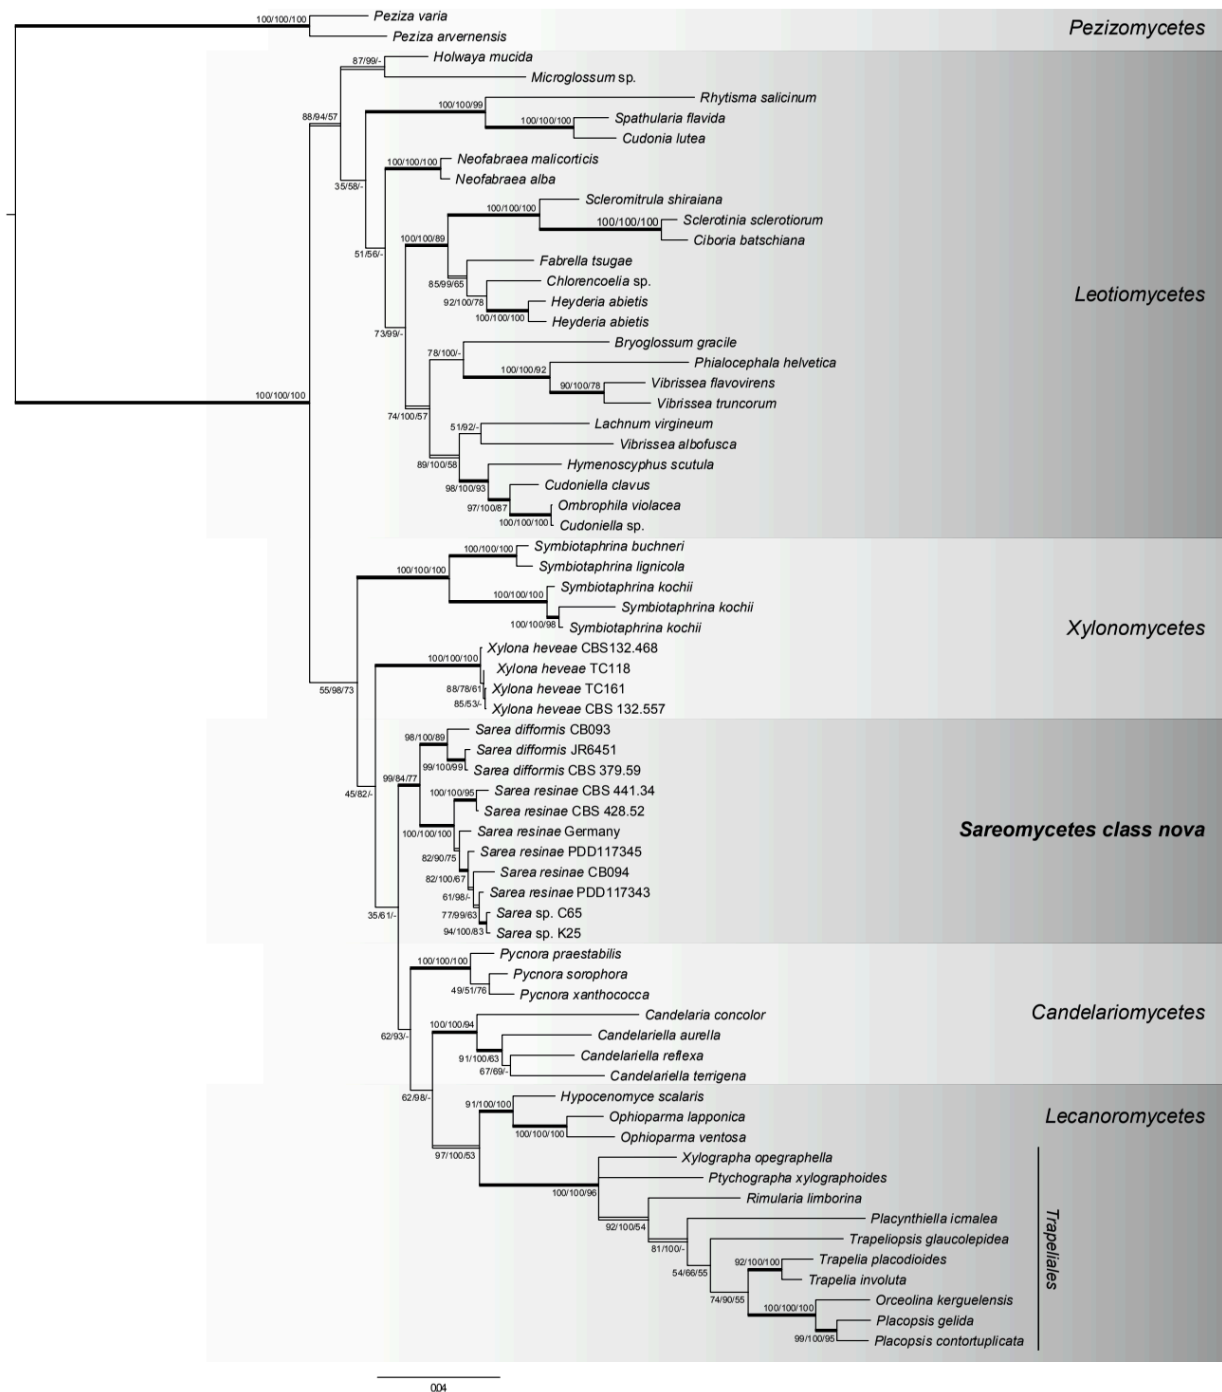 100/100/100
Peziza varia
Peziza arvernensis
Pezizomycetes
87/99/-
Holwaya mucida
Microglossum sp.
88/94/57
100/100/99
Rhytisma salicinum
100/100/100
Spathularia flavida
Cudonia lutea
35/58/-
100/100/100
Neofabraea malicorticis
Neofabraea alba
Scleromitrula shiraiana
100/100/100
100/100/100
Sclerotinia sclerotiorum
Ciboria batschiana
100/100/89
51/56/-
Fabrella tsugae
85/99/65
Chlorencoelia sp.
92/100/78
Heyderia abietis
100/100/100
Heyderia abietis
Leotiomycetes
73/99/-
Bryoglossum gracile
78/100/-
Phialocephala helvetica
100/100/92
90/100/78
Vibrissea flavovirens
Vibrissea truncorum
74/100/57
Lachnum virgineum
51/92/-
Vibrissea albofusca
89/100/58
Hymenoscyphus scutula
98/100/93
Cudoniella clavus
97/100/87
Ombrophila violacea
100/100/100
Cudoniella sp.
100/100/100
100/100/100
Symbiotaphrina buchneri
Symbiotaphrina lignicola
100/100/100
Symbiotaphrina kochii
Symbiotaphrina kochii
100/100/98
Symbiotaphrina kochii
Xylonomycetes
Xylona heveae CBS132.468
100/100/100
Xylona heveae TC118
88/78/61
Xylona heveae TC161
85/53/-
Xylona heveae CBS 132.557
55/98/73
Sarea difformis CB093
98/100/89
Sarea difformis JR6451
99/100/99
Sarea difformis CBS 379.59
99/84/77
45/82/-
100/100/95
Sarea resinae CBS 441.34
Sarea resinae CBS 428.52
100/100/100
Sarea resinae Germany
Sareomycetes class nova
82/90/75
Sarea resinae PDD117345
82/100/67
Sarea resinae CB094
61/98/-
Sarea resinae PDD117343
77/99/63
Sarea sp. C65
94/100/83
Sarea sp. K25
35/61/-
Pycnora praestabilis
100/100/100
Pycnora sorophora
49/51/76
Pycnora xanthococca
Candelariomycetes
Candelaria concolor
100/100/94
62/93/-
Candelariella aurella
91/100/63
Candelariella reflexa
67/69/-
Candelariella terrigena
62/98/-
91/100/100
Hypocenomyce scalaris
Ophioparma lapponica
100/100/100
Ophioparma ventosa
Lecanoromycetes
97/100/53
Xylographa opegraphella
100/100/96
Ptychographa xylographoides
Rimularia limborina
92/100/54
Placynthiella icmalea
81/100/-
Trapeliopsis glaucolepidea
54/66/55
92/100/100
Trapelia placodioides
Trapelia involuta
74/90/55
Orceolina kerguelensis
100/100/100
Placopsis gelida
99/100/95
Placopsis contortuplicata
Trapeliales
0.04